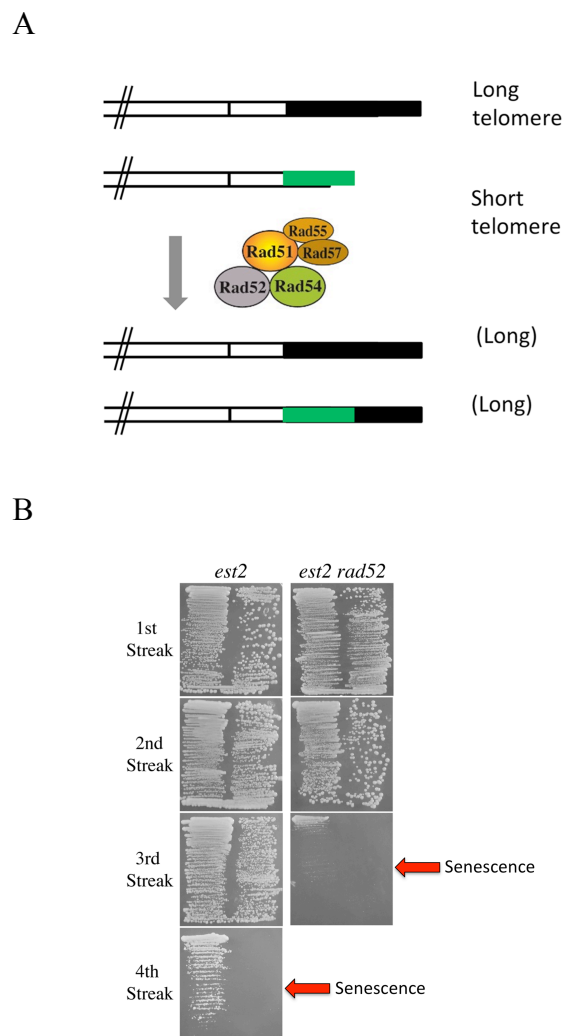 A
Long
telomere
Short
telomere
Rad55
Rad51
Rad57
Rad52
Rad54
(Long)
(Long)
B
est2
est2 rad52
1st
Streak
2nd
Streak
3rd
Streak
Senescence
4th
Streak
Senescence